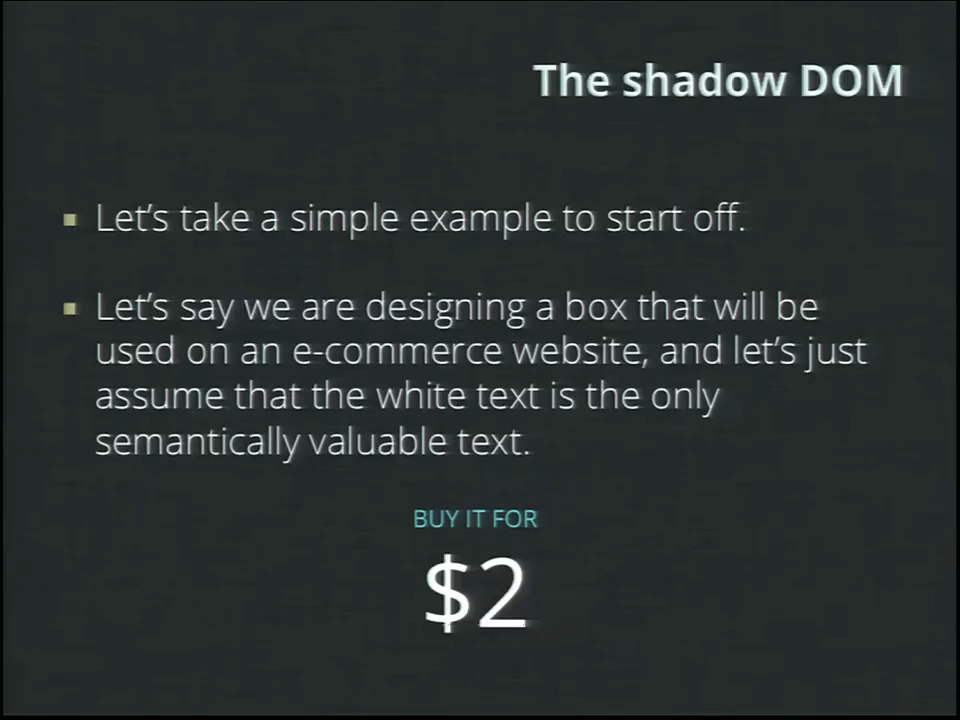 The shadow DOM
Let’s take a simple example to start off.
Let’s say we are designing a box that will be
used on an e-commerce website, and let’s just
assume that the white text is the only
semantically valuable text.
BUY IT FOR
$2